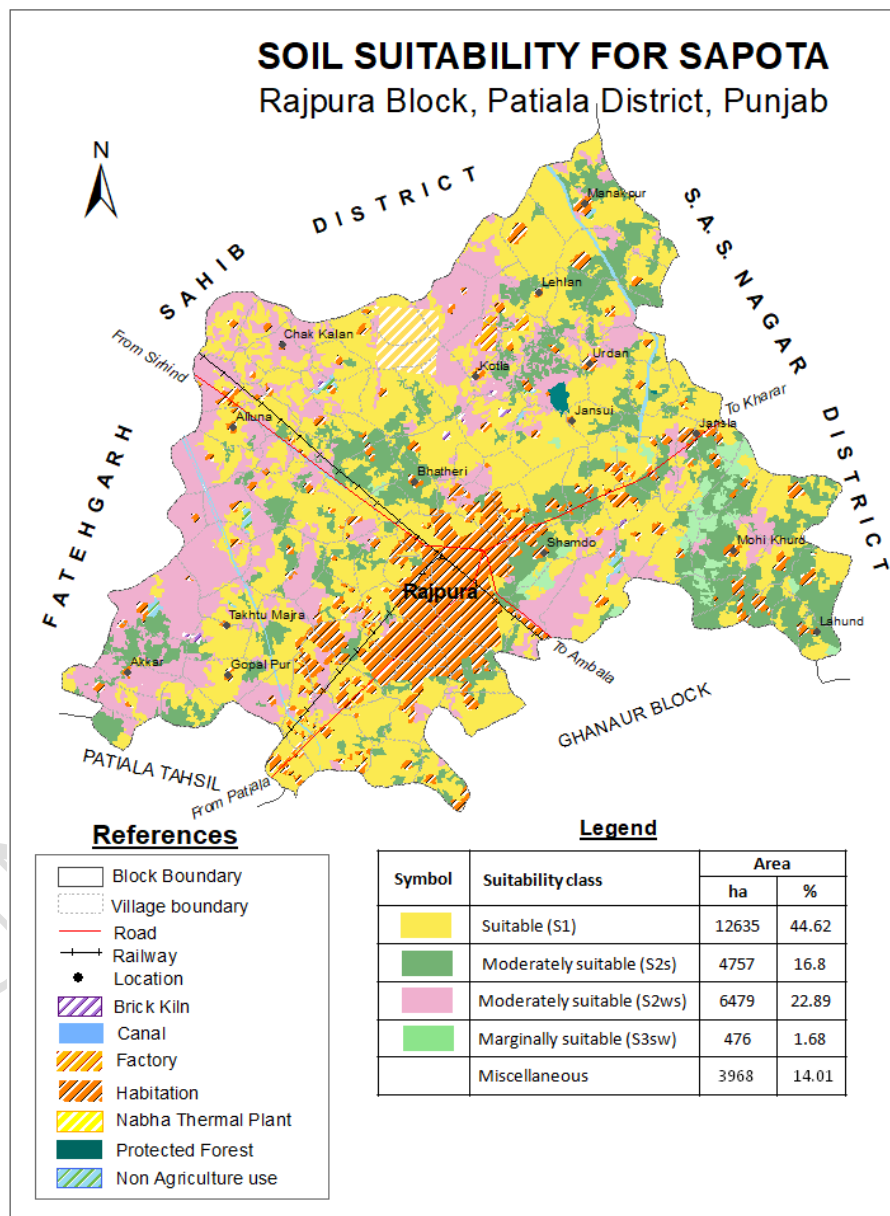 SOIL SUITABILITY FOR SAPOTA
Rajpura Block, Patiala District, Punjab
N
SAHIB DISTRICT
S.A.S. NAGAR DISTRICT
FATEHGARH
Manakpur
Lehlan
Chak Kalan
From Sirhind
Urdan
Kotla
Jansui
To Kharar
Alluna
Jansla
Bhatheri
Shamdo
Mohi Khurd
Rajpura
Takhtu Majra
Lahund
Akkar
Gopal Pur
To Ambala
GHANAUR BLOCK
PATIALA TAHSIL
From Patiala
References
Block Boundary
Village boundary
Road
Railway
Location
Brick Kiln
Canal
Factory
Habitation
Nabha Thermal Plant
Protected Forest
Non Agriculture use
Legend
Symbol Suitability class Area
ha %
Suitable (S1) 12635 44.62
Moderately suitable (S2s) 4757 16.8
Moderately suitable (S2ws) 6479 22.89
Marginally suitable (S3sw) 476 1.68
Miscellaneous 3968 14.01